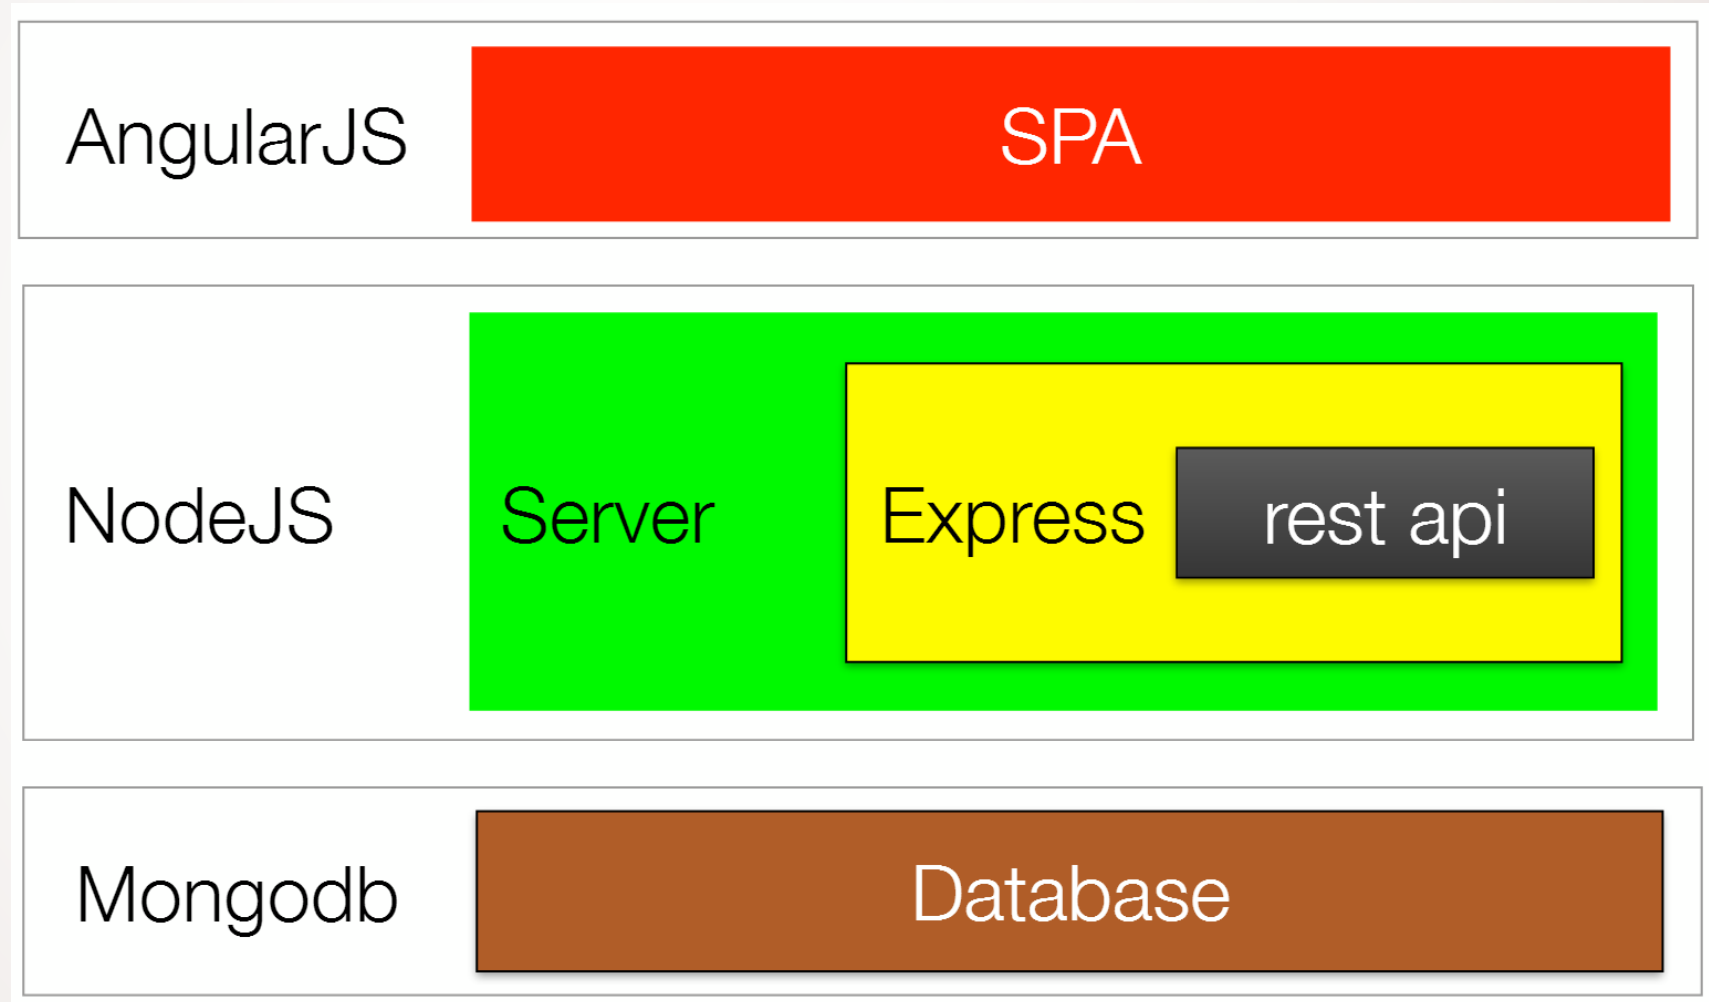 AngularJS
SPA
NodeJS
Server
Express
rest api
Mongodb
Database